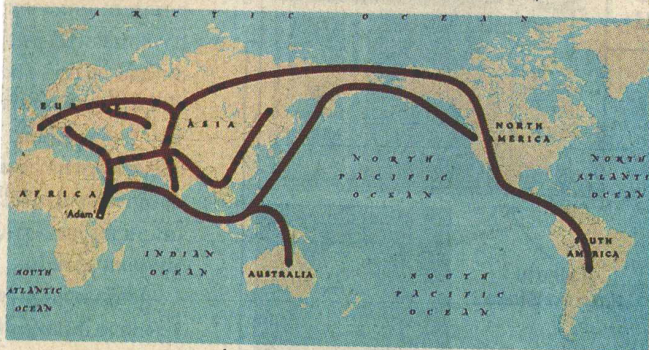 ARCTIC OCEAN
EUROPE
ASIA
NORTH
AMERICA
NORTH
PACIFIC
OCEAN
NORTH
ATLANTIC
OCEAN
AFRICA
'Adam'
INDIAN
OCEAN
AUSTRALIA
SOUTH
AMERICA
SOUTH
ATLANTIC
OCEAN
SOUTH
PACIFIC
OCEAN